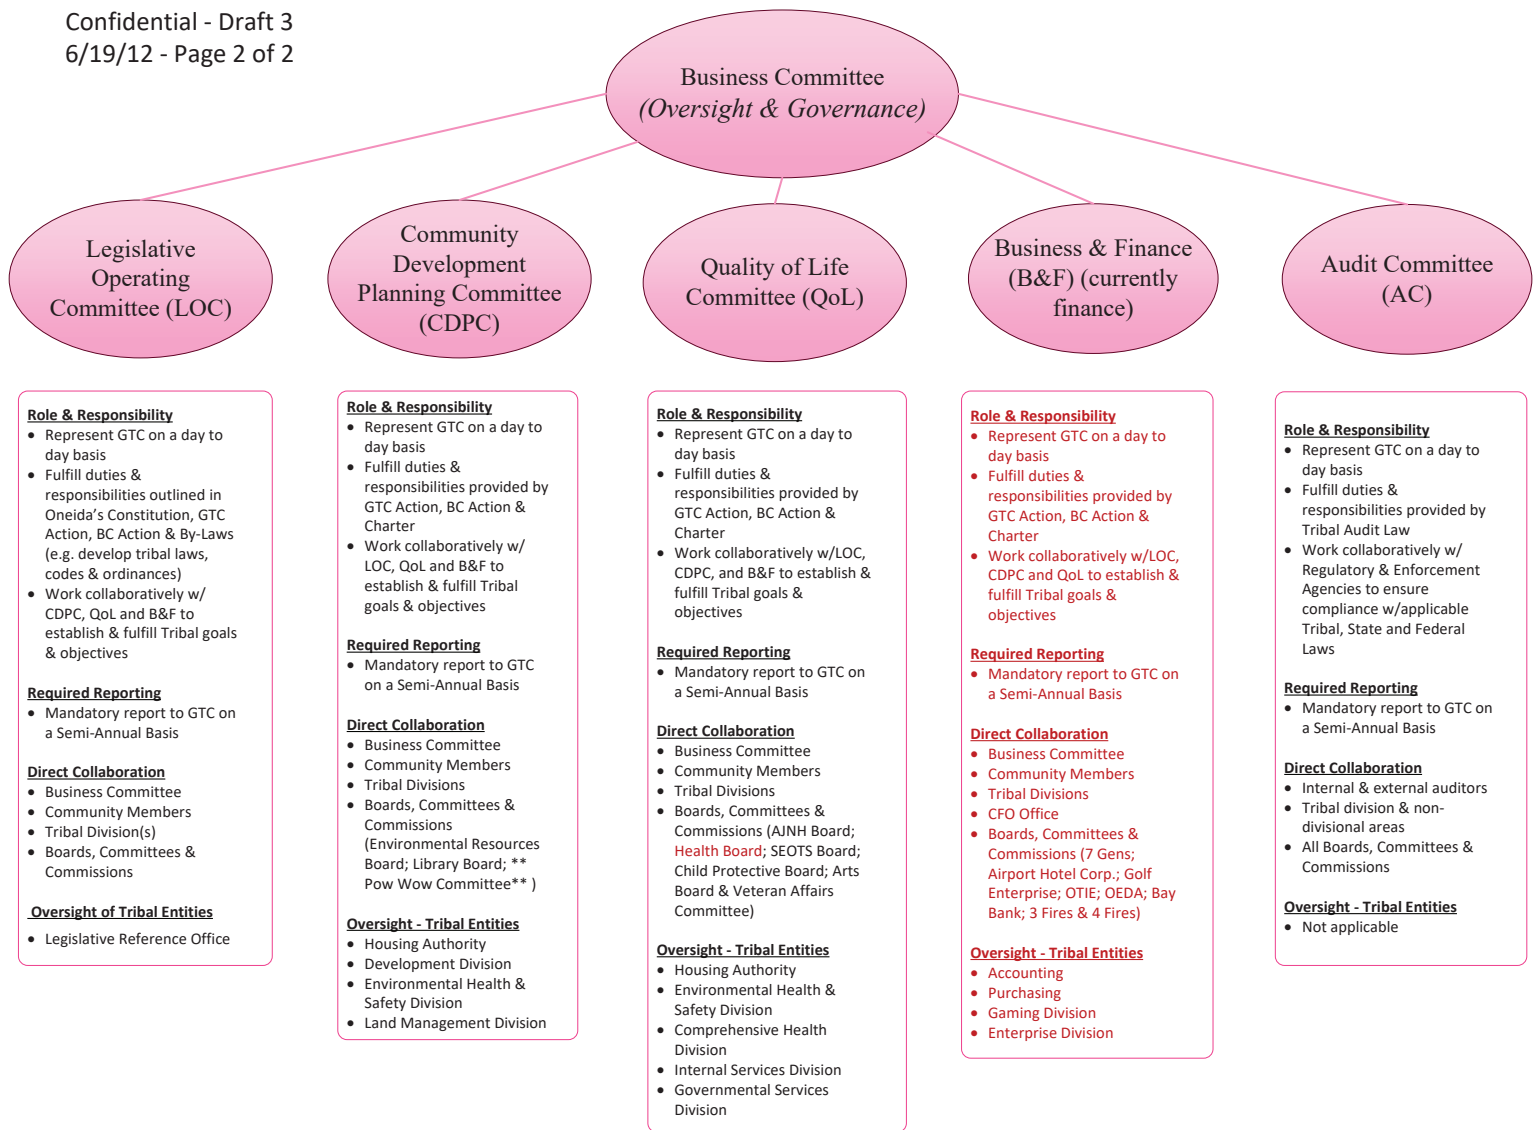 Confidential - Draft 3
6/19/12 - Page 2 of 2
Business Committee
(Oversight & Governance)
Legislative
Operating
Committee (LOC)
Community
Development
Planning Committee
(CDPC)
Quality of Life
Committee (QoL)
Business & Finance
(B&F) (currently
finance)
Audit Committee
(AC)
Role & Responsibility
• Represent GTC on a day to
day basis
• Fulfill duties &
responsibilities outlined in
Oneida’s Constitution, GTC
Action, BC Action & By-Laws
(e.g. develop tribal laws,
codes & ordinances)
• Work collaboratively w/
CDPC, QoL and B&F to
establish & fulfill Tribal goals
& objectives
Required Reporting
• Mandatory report to GTC on
a Semi-Annual Basis
Direct Collaboration
• Business Committee
• Community Members
• Tribal Division(s)
• Boards, Committees &
Commissions
Oversight of Tribal Entities
• Legislative Reference Office
Role & Responsibility
• Represent GTC on a day to
day basis
• Fulfill duties &
responsibilities provided by
GTC Action, BC Action &
Charter
• Work collaboratively w/
LOC, QoL and B&F to
establish & fulfill Tribal
goals & objectives
Required Reporting
• Mandatory report to GTC
on a Semi-Annual Basis
Direct Collaboration
• Business Committee
• Community Members
• Tribal Divisions
• Boards, Committees &
Commissions
(Environmental Resources
Board; Library Board; **
Pow Wow Committee** )
Oversight - Tribal Entities
• Housing Authority
• Development Division
• Environmental Health &
Safety Division
• Land Management Division
Role & Responsibility
• Represent GTC on a day to
day basis
• Fulfill duties &
responsibilities provided by
GTC Action, BC Action &
Charter
• Work collaboratively w/LOC,
CDPC, and B&F to establish &
fulfill Tribal goals &
objectives
Required Reporting
• Mandatory report to GTC on
a Semi-Annual Basis
Direct Collaboration
• Business Committee
• Community Members
• Tribal Divisions
• Boards, Committees &
Commissions (AJNH Board;
Health Board; SEOTS Board;
Child Protective Board; Arts
Board & Veteran Affairs
Committee)
Oversight - Tribal Entities
• Housing Authority
• Environmental Health &
Safety Division
• Comprehensive Health
Division
• Internal Services Division
• Governmental Services
Division
Role & Responsibility
• Represent GTC on a day to
day basis
• Fulfill duties &
responsibilities provided by
GTC Action, BC Action &
Charter
• Work collaboratively w/LOC,
CDPC and QoL to establish &
fulfill Tribal goals &
objectives
Required Reporting
• Mandatory report to GTC on
a Semi-Annual Basis
Direct Collaboration
• Business Committee
• Community Members
• Tribal Divisions
• CFO Office
• Boards, Committees &
Commissions (7 Gens;
Airport Hotel Corp.; Golf
Enterprise; OTIE; OEDA; Bay
Bank; 3 Fires & 4 Fires)
Oversight - Tribal Entities
• Accounting
• Purchasing
• Gaming Division
• Enterprise Division
Role & Responsibility
• Represent GTC on a day to
day basis
• Fulfill duties &
responsibilities provided by
Tribal Audit Law
• Work collaboratively w/
Regulatory & Enforcement
Agencies to ensure
compliance w/applicable
Tribal, State and Federal
Laws
Required Reporting
• Mandatory report to GTC on
a Semi-Annual Basis
Direct Collaboration
• Internal & external auditors
• Tribal division & non-
divisional areas
• All Boards, Committees &
Commissions
Oversight - Tribal Entities
• Not applicable